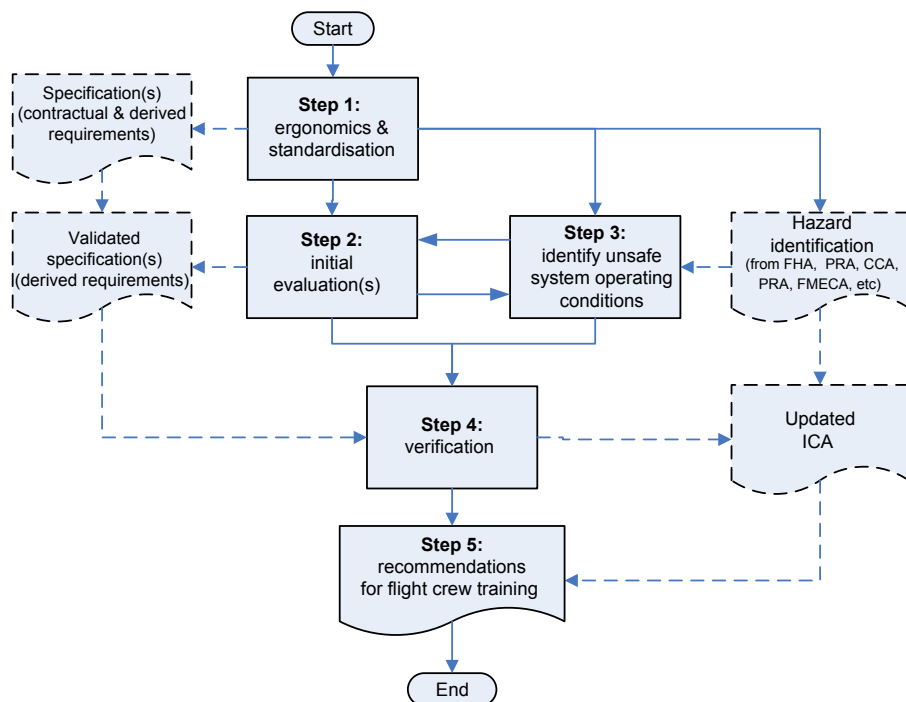 Start
Specification(s)
(contractual & derived
requirements)
Step 1:
ergonomics &
standardisation
Validated
specification(s)
(derived requirements)
Step 2:
initial
evaluation(s)
Step 3:
identify unsafe
system operating
conditions
Hazard
identification
(from FHA, PRA, CCA,
PRA, FMECA, etc)
Step 4:
verification
Updated
ICA
Step 5:
recommendations
for flight crew training
End